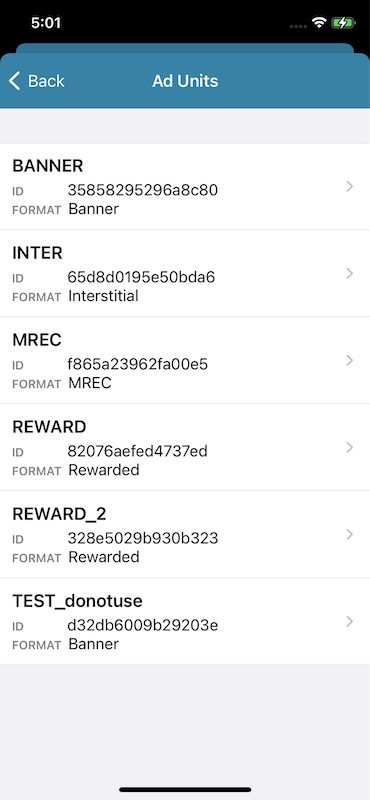 5:01
Back Ad Units
BANNER
ID 35858295296a8c80
FORMAT Banner
INTER
ID 65d8d0195e50bda6
FORMAT Interstitial
MREC
ID f865a23962fa00e5
FORMAT MREC
REWARD
ID 82076aefed4737ed
FORMAT Rewarded
REWARD_2
ID 328e5029b930b323
FORMAT Rewarded
TEST_donotuse
ID d32db6009b29203e
FORMAT Banner